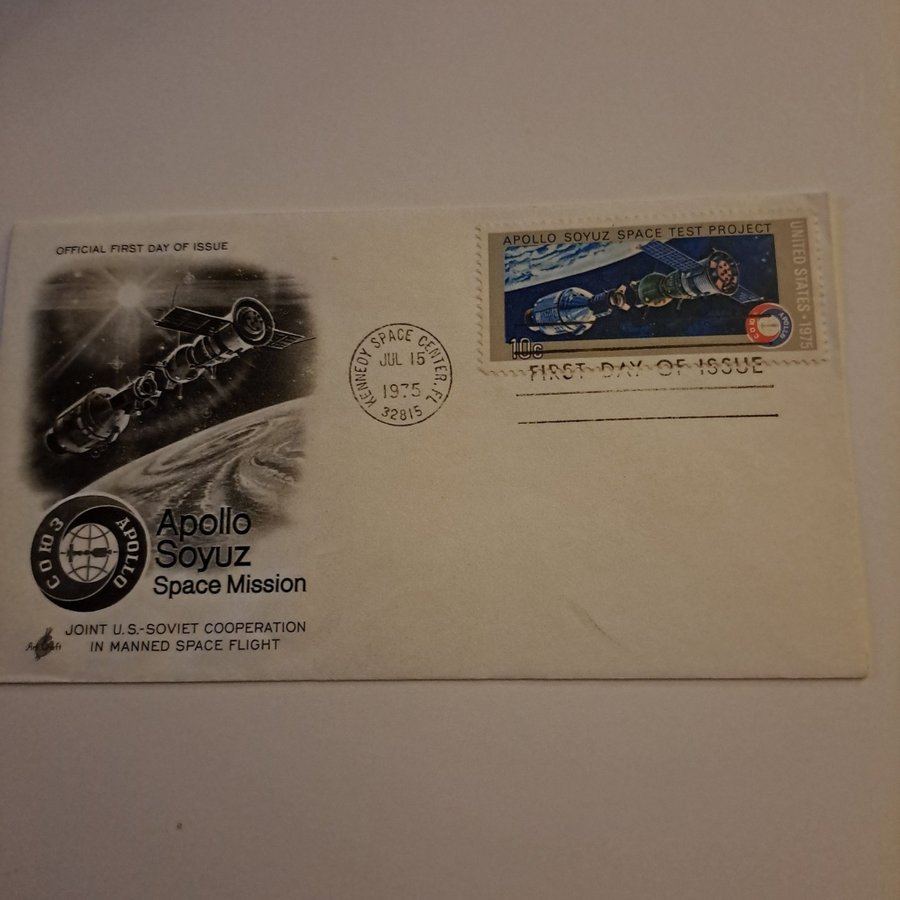 OFFICIAL FIRST DAY OF ISSUE
СОЮЗ
APOLLO
Apollo
Soyuz
Space Mission
JOINT U.S.-SOVIET COOPERATION
IN MANNED SPACE FLIGHT
KENNEDY SPACE CENTER, FL
JUL 15
1975
32815
APOLLO SOYUZ SPACE TEST PROJECT
UNITED STATES • 1975
APOLLO
10c
FIRST DAY OF ISSUE